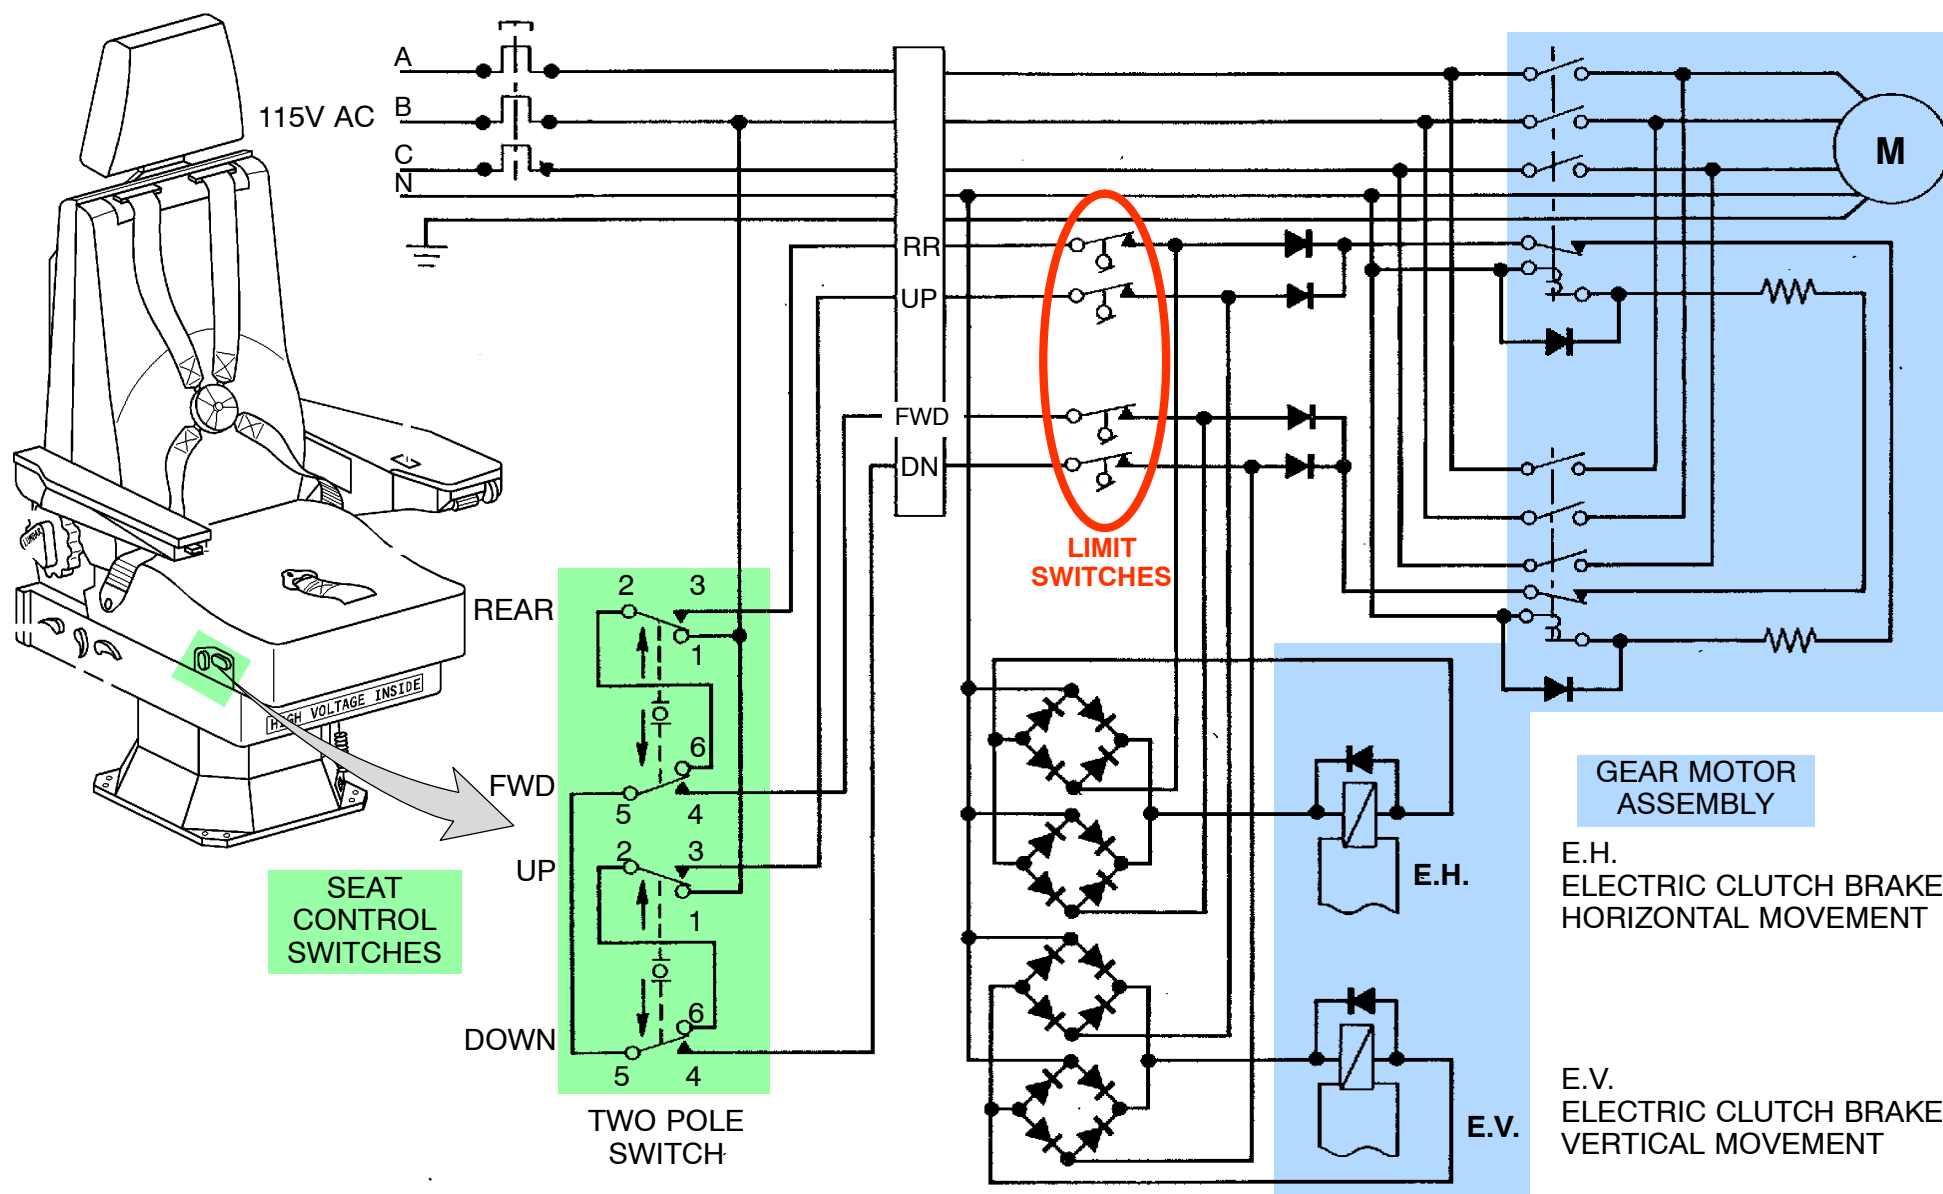 A
115V AC
B
C
N
M
RR
UP
FWD
DN
LIMIT
SWITCHES
LUMBAR
HIGH VOLTAGE INSIDE
REAR
2
3
1
FWD
6
5
4
UP
2
3
1
DOWN
6
5
4
SEAT
CONTROL
SWITCHES
TWO POLE
SWITCH
GEAR MOTOR
ASSEMBLY
E.H.
E.H.
ELECTRIC CLUTCH BRAKE
HORIZONTAL MOVEMENT
E.V.
E.V.
ELECTRIC CLUTCH BRAKE
VERTICAL MOVEMENT